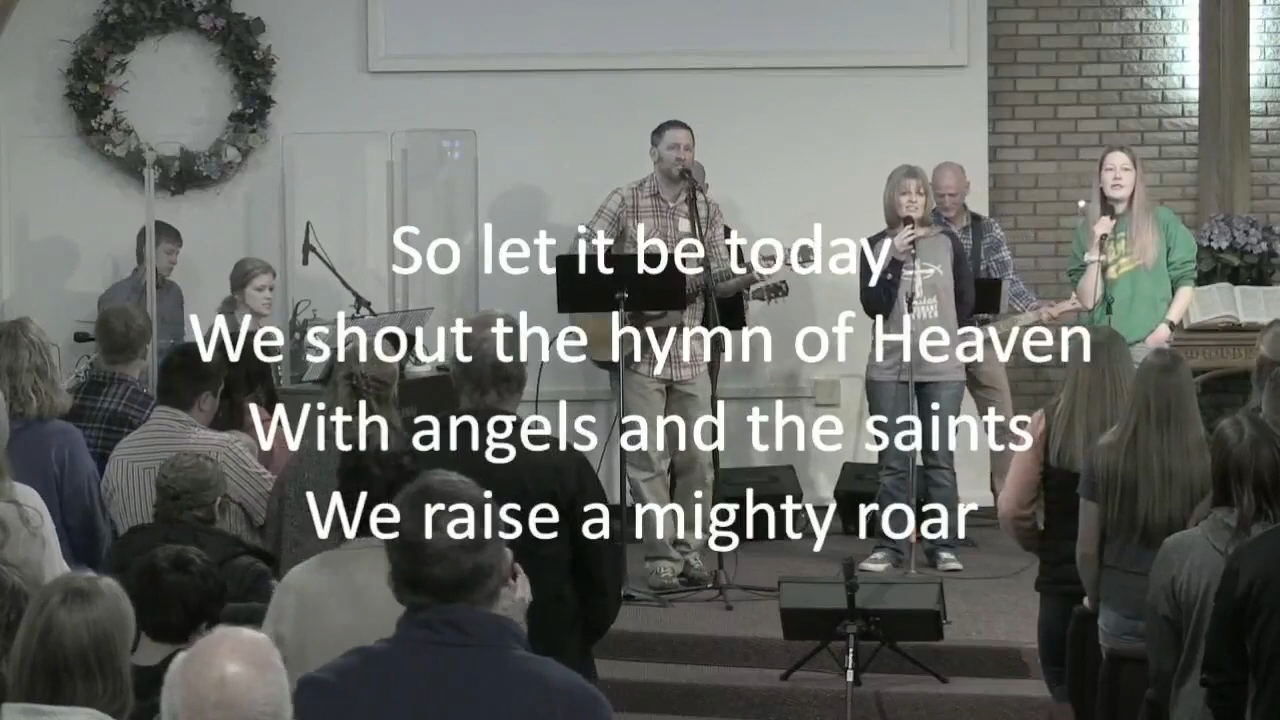 So let it be today
We shout the hymn of Heaven
With angels and the saints
We raise a mighty roar